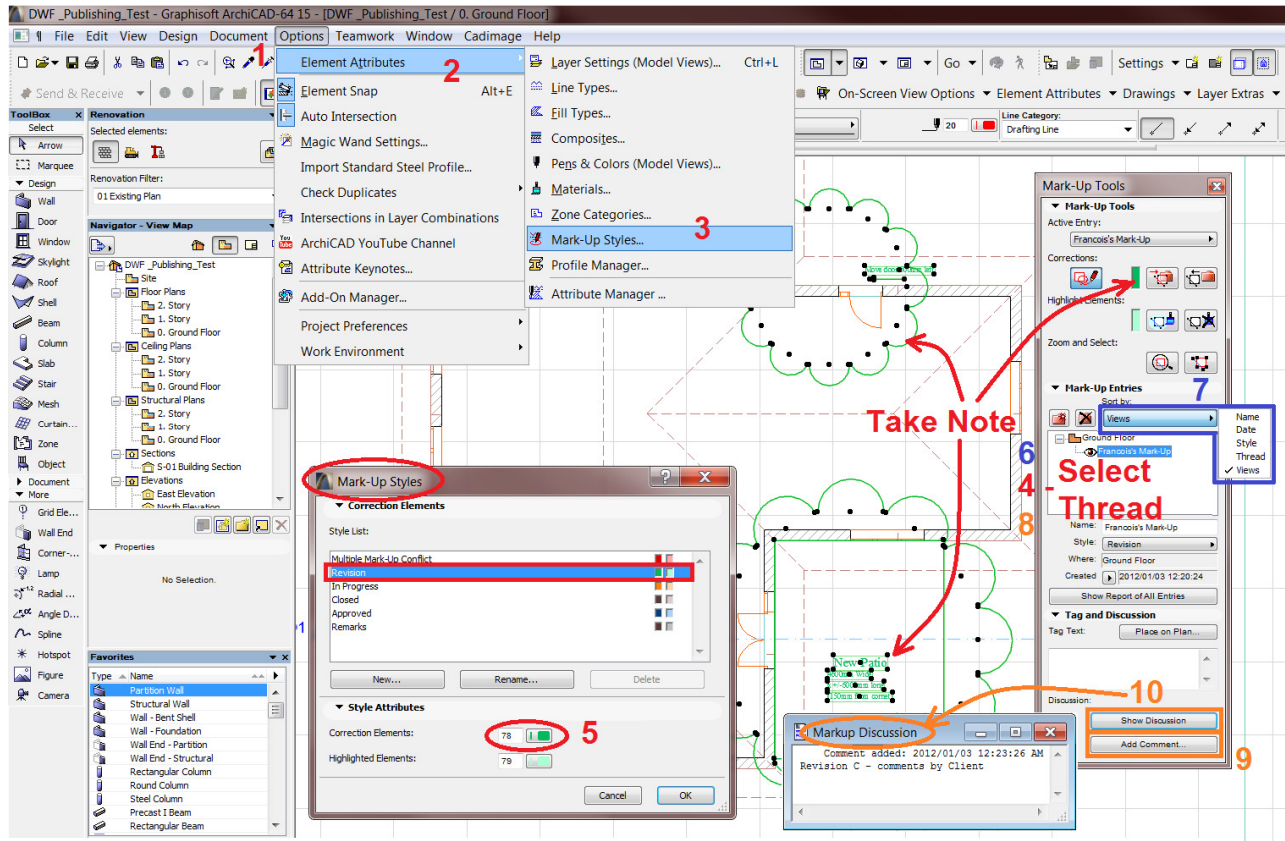 DWF _Publishing_Test - Graphisoft ArchiCAD-64 15 - [DWF _Publishing_Test / 0. Ground Floor]
File Edit View Design Document Options Teamwork Window Cadimage Help
1
Element Attributes
2
Element Snap Alt+E
Auto Intersection
Magic Wand Settings...
Import Standard Steel Profile...
Check Duplicates
Intersections in Layer Combinations
ArchiCAD YouTube Channel
Attribute Keynotes...
Add-On Manager...
Project Preferences
Work Environment
Layer Settings (Model Views)... Ctrl+L
Line Types...
Fill Types...
Composites...
Pens & Colors (Model Views)...
Materials...
Zone Categories...
Mark-Up Styles...
3
Profile Manager...
Attribute Manager ...
Go
Settings
Send & Receive
On-Screen View Options Element Attributes Drawings Layer Extras
20
Line Category:
Drafting Line
ToolBox x
Select
Arrow
Marquee
Design
Wall
Door
Window
Skylight
Roof
Shell
Beam
Column
Slab
Stair
Mesh
Curtain...
Zone
Object
Document
More
Grid Ele...
Wall End
Corner-...
Lamp
Radial ...
Angle D...
Spline
Hotspot
Figure
Camera
Renovation
Selected elements:
Renovation Filter:
01 Existing Plan
Navigator - View Map
DWF _Publishing_Test
Site
Floor Plans
2. Story
1. Story
0. Ground Floor
Ceiling Plans
2. Story
1. Story
0. Ground Floor
Structural Plans
2. Story
1. Story
0. Ground Floor
Sections
S-01 Building Section
Elevations
East Elevation
North Elevation
Properties
No Selection.
Favorites
Type Name
Partition Wall
Structural Wall
Wall - Bent Shell
Wall - Foundation
Wall End - Partition
Wall End - Structural
Rectangular Column
Round Column
Steel Column
Precast I Beam
Rectangular Beam
1
Mark-Up Styles
Correction Elements
Style List:
Multiple Mark-Up Conflict
Revision
In Progress
Closed
Approved
Remarks
New... Rename... Delete
Style Attributes
Correction Elements: 78
5
Highlighted Elements: 79
Cancel OK
Take Note
New Patio
Markup Discussion
Comment added: 2012/01/03 12:23:26 AM
Revision C - comments by Client
Mark-Up Tools
Mark-Up Tools
Active Entry:
Francois's Mark-Up
Corrections:
Highlight Elements:
Zoom and Select:
Mark-Up Entries
7
Sort by:
Views
Name
Date
Style
Thread
Views
Ground Floor
Francois's Mark-Up
6
4 - Select
Thread
8
Name: Francois's Mark-Up
Style: Revision
Where: Ground Floor
Created 2012/01/03 12:20:24
Show Report of All Entries
Tag and Discussion
Tag Text: Place on Plan...
10
Discussion:
Show Discussion
Add Comment...
9